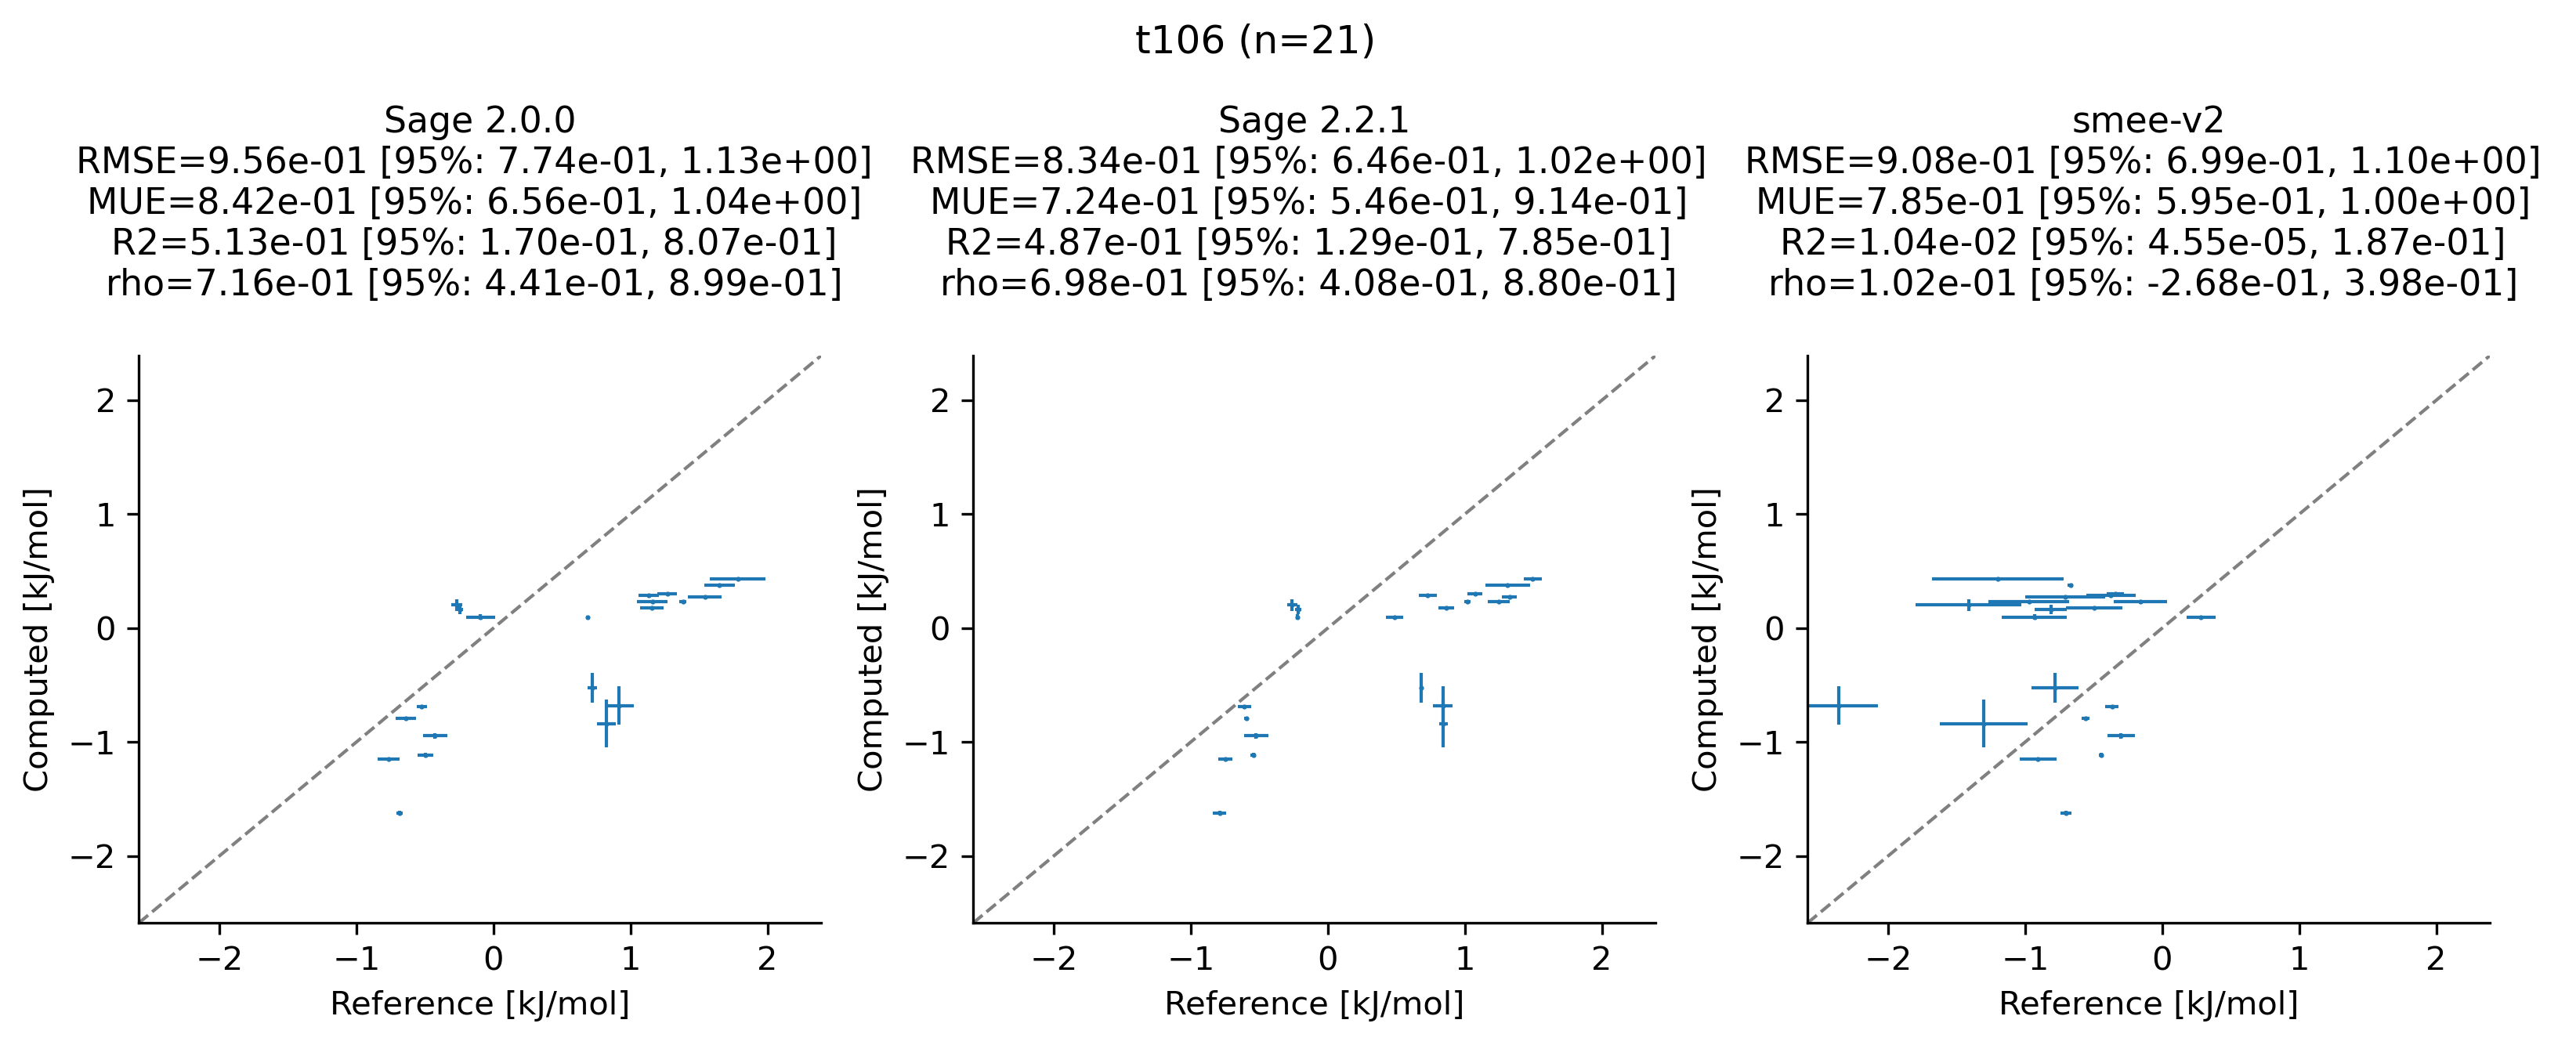 t106 (n=21)
Sage 2.0.0
RMSE=9.56e-01 [95%: 7.74e-01, 1.13e+00]
MUE=8.42e-01 [95%: 6.56e-01, 1.04e+00]
R2=5.13e-01 [95%: 1.70e-01, 8.07e-01]
rho=7.16e-01 [95%: 4.41e-01, 8.99e-01]
2
1
0
−1
−2
Computed [kJ/mol]
−2 −1 0 1 2
Reference [kJ/mol]
Sage 2.2.1
RMSE=8.34e-01 [95%: 6.46e-01, 1.02e+00]
MUE=7.24e-01 [95%: 5.46e-01, 9.14e-01]
R2=4.87e-01 [95%: 1.29e-01, 7.85e-01]
rho=6.98e-01 [95%: 4.08e-01, 8.80e-01]
2
1
0
−1
−2
Computed [kJ/mol]
−2 −1 0 1 2
Reference [kJ/mol]
smee-v2
RMSE=9.08e-01 [95%: 6.99e-01, 1.10e+00]
MUE=7.85e-01 [95%: 5.95e-01, 1.00e+00]
R2=1.04e-02 [95%: 4.55e-05, 1.87e-01]
rho=1.02e-01 [95%: -2.68e-01, 3.98e-01]
2
1
0
−1
−2
Computed [kJ/mol]
−2 −1 0 1 2
Reference [kJ/mol]